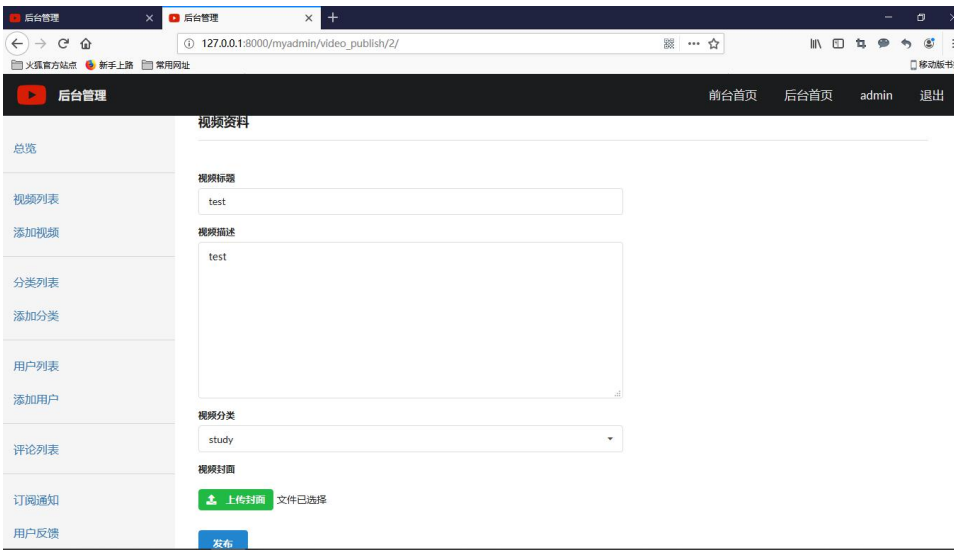 后台管理
后台管理
127.0.0.1:8000/myadmin/video_publish/2/
火狐官方站点 新手上路 常用网址
移动版书
后台管理 前台首页 后台首页 admin 退出
视频资料
总览
视频列表
添加视频
分类列表
添加分类
用户列表
添加用户
评论列表
订阅通知
用户反馈
视频标题
test
视频描述
test
视频分类
study
视频封面
上传封面 文件已选择
发布